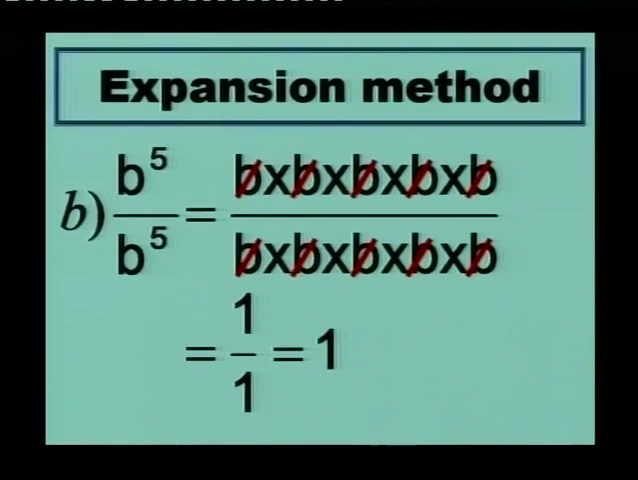 Expansion method
b) b⁵/b⁵ = bxbxbxbxb/bxbxbxbxb
= 1/1 = 1